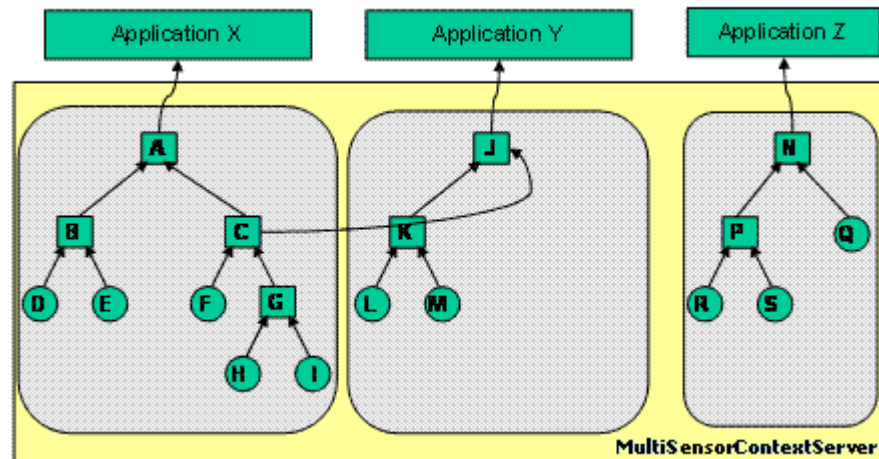 Application X
Application Y
Application Z
A
J
N
B
C
K
P
Q
D
E
F
G
L
M
R
S
H
I
MultiSensorContextServer